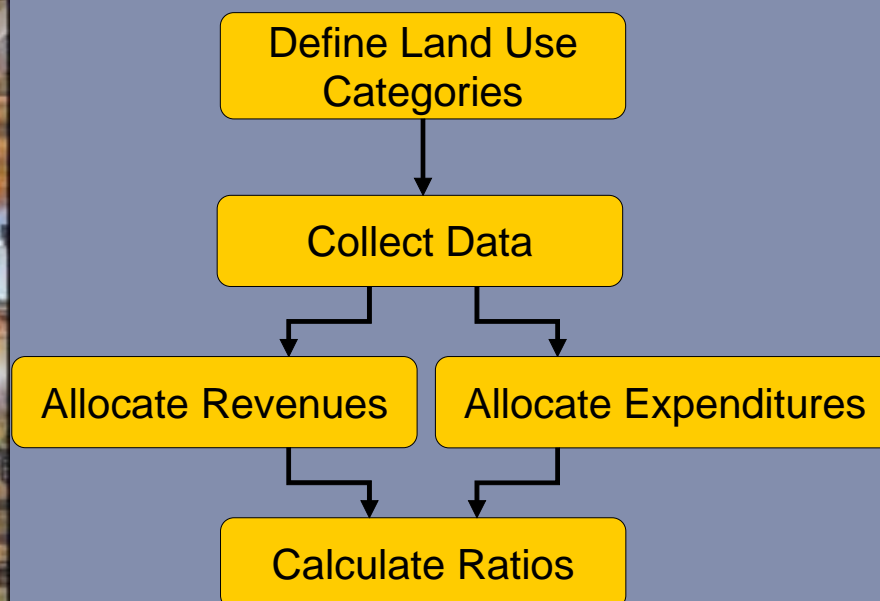 Define Land Use
Categories
Collect Data
Allocate Revenues
Allocate Expenditures
Calculate Ratios